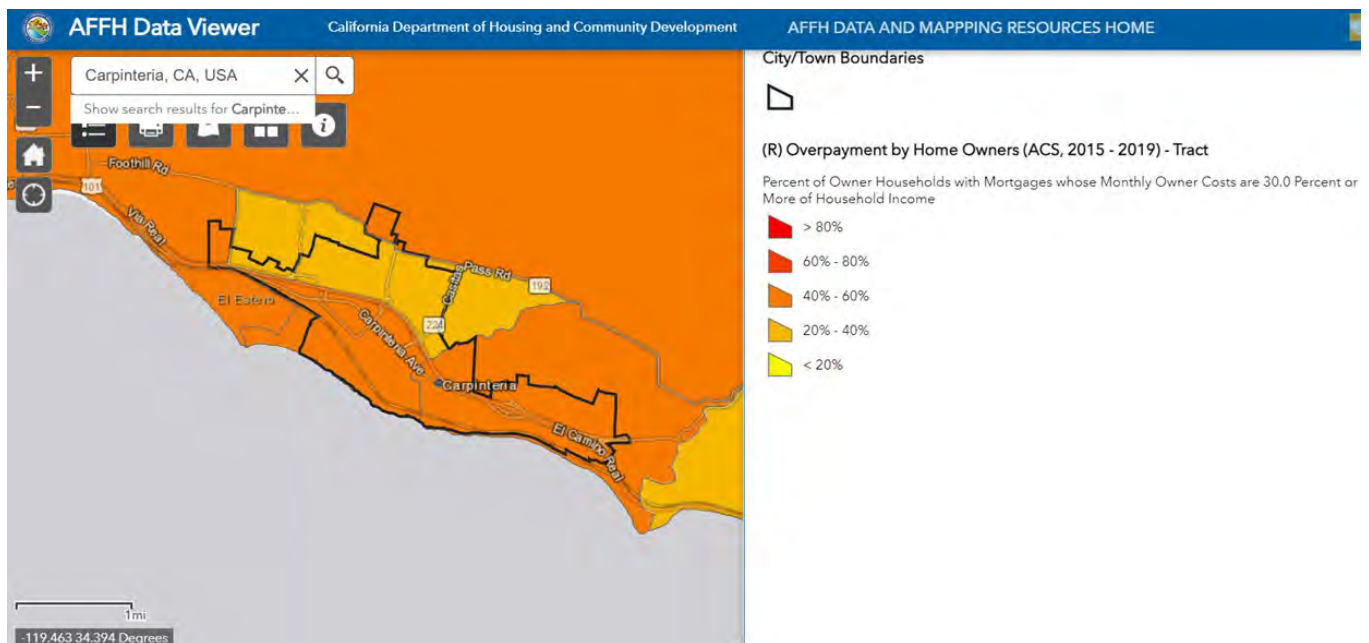 AFFH Data Viewer
California Department of Housing and Community Development
AFFH DATA AND MAPPPING RESOURCES HOME
+
−
Carpinteria, CA, USA
Show search results for Carpinte...
Foothill Rd
101
Via Real
El Estero
Carpinteria Ave
Casitas
Pass Rd
192
224
Carpinteria
El Camino Real
1mi
-119.463 34.394 Degrees
City/Town Boundaries
(R) Overpayment by Home Owners (ACS, 2015 - 2019) - Tract
Percent of Owner Households with Mortgages whose Monthly Owner Costs are 30.0 Percent or
More of Household Income
> 80%
60% - 80%
40% - 60%
20% - 40%
< 20%